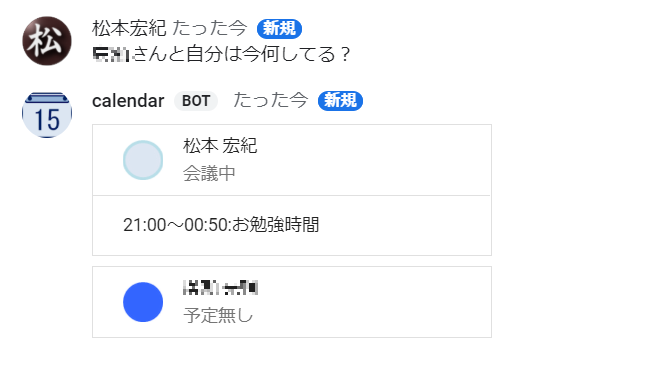 松
松本宏紀 たった今 新規
さんと自分は今何してる？
15
calendar BOT たった今 新規
松本 宏紀
会議中
21:00～00:50:お勉強時間
予定無し